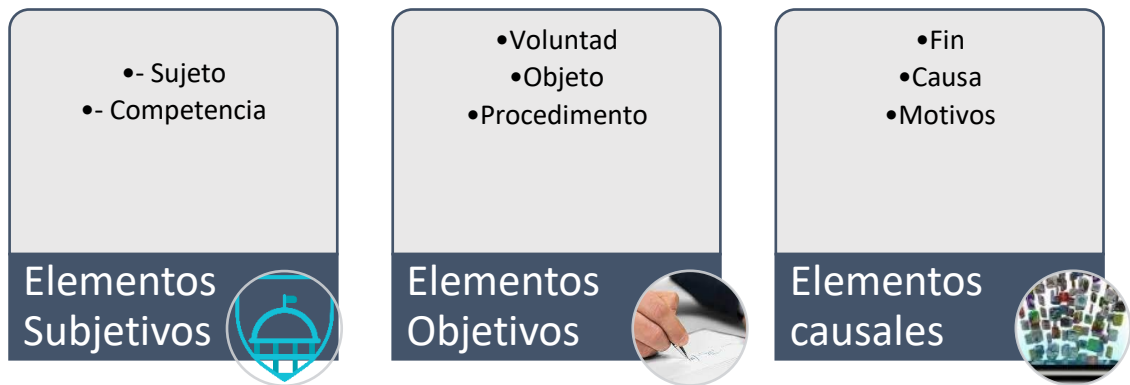 •- Sujeto
•- Competencia
Elementos
Subjetivos
•Voluntad
•Objeto
•Procedimento
Elementos
Objetivos
•Fin
•Causa
•Motivos
Elementos
causales